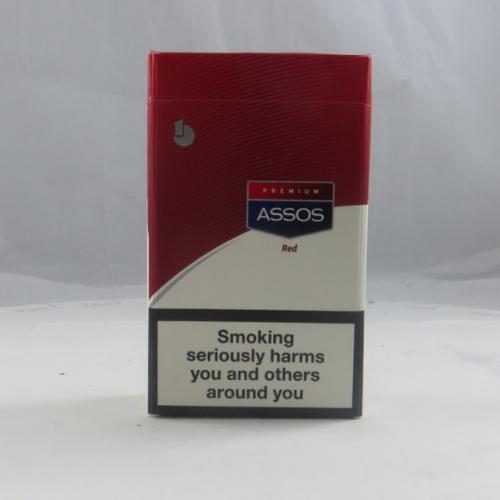 PREMIUM
ASSOS
Red
Smoking
seriously harms
you and others
around you